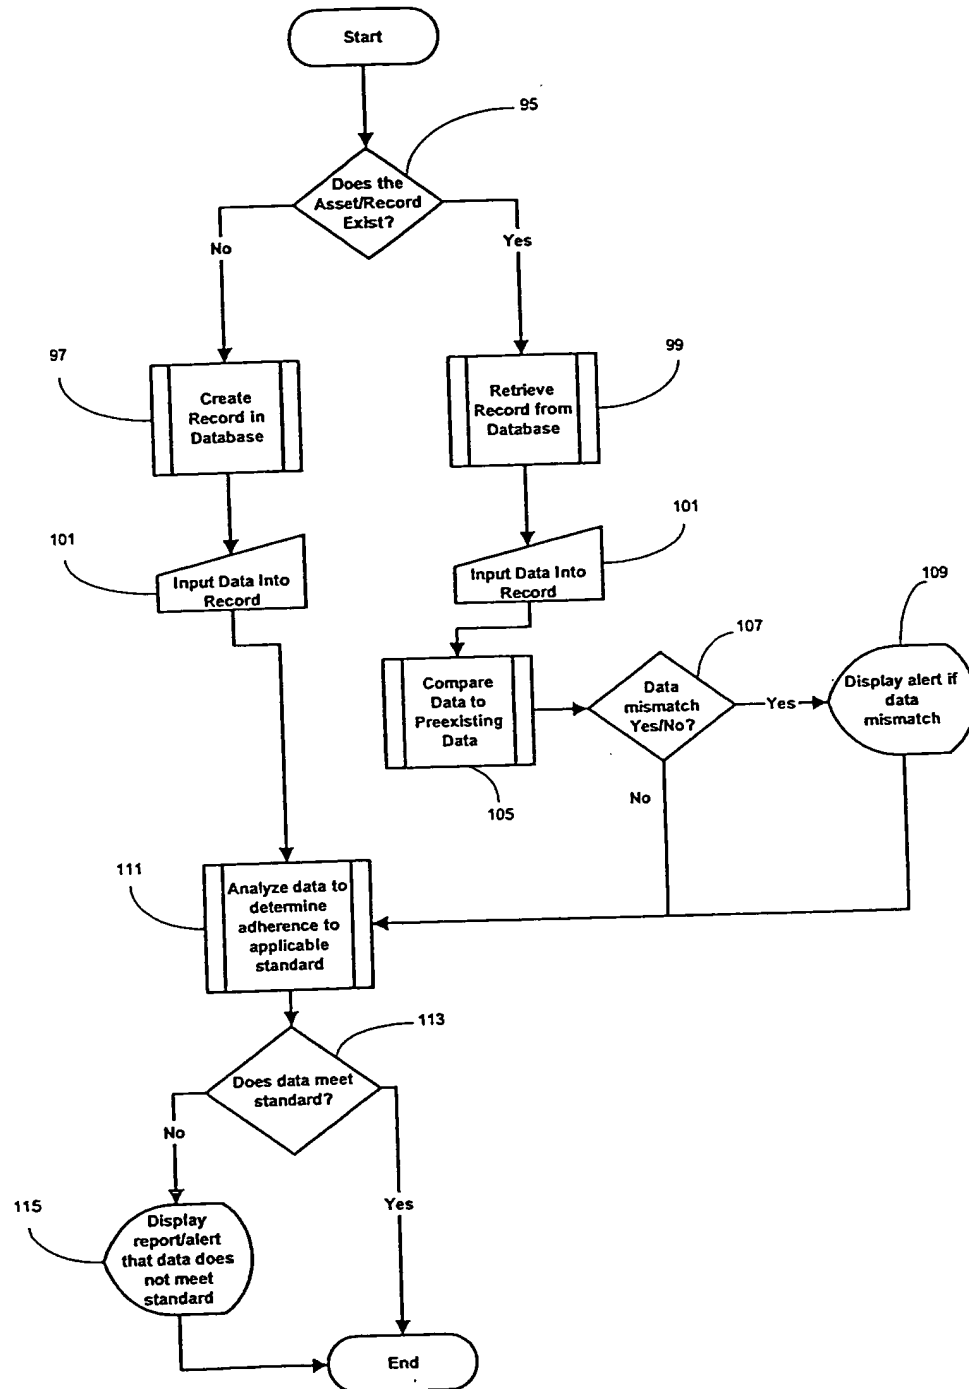 Start
95
Does the
Asset/Record
Exist?
No
Yes
97
Create
Record in
Database
99
Retrieve
Record from
Database
101
Input Data Into
Record
101
Input Data Into
Record
109
107
Compare
Data to
Preexisting
Data
105
Data
mismatch
Yes/No?
Yes
Display alert if
data
mismatch
No
111
Analyze data to
determine
adherence to
applicable
standard
113
Does data meet
standard?
No
Yes
115
Display
report/alert
that data does
not meet
standard
End